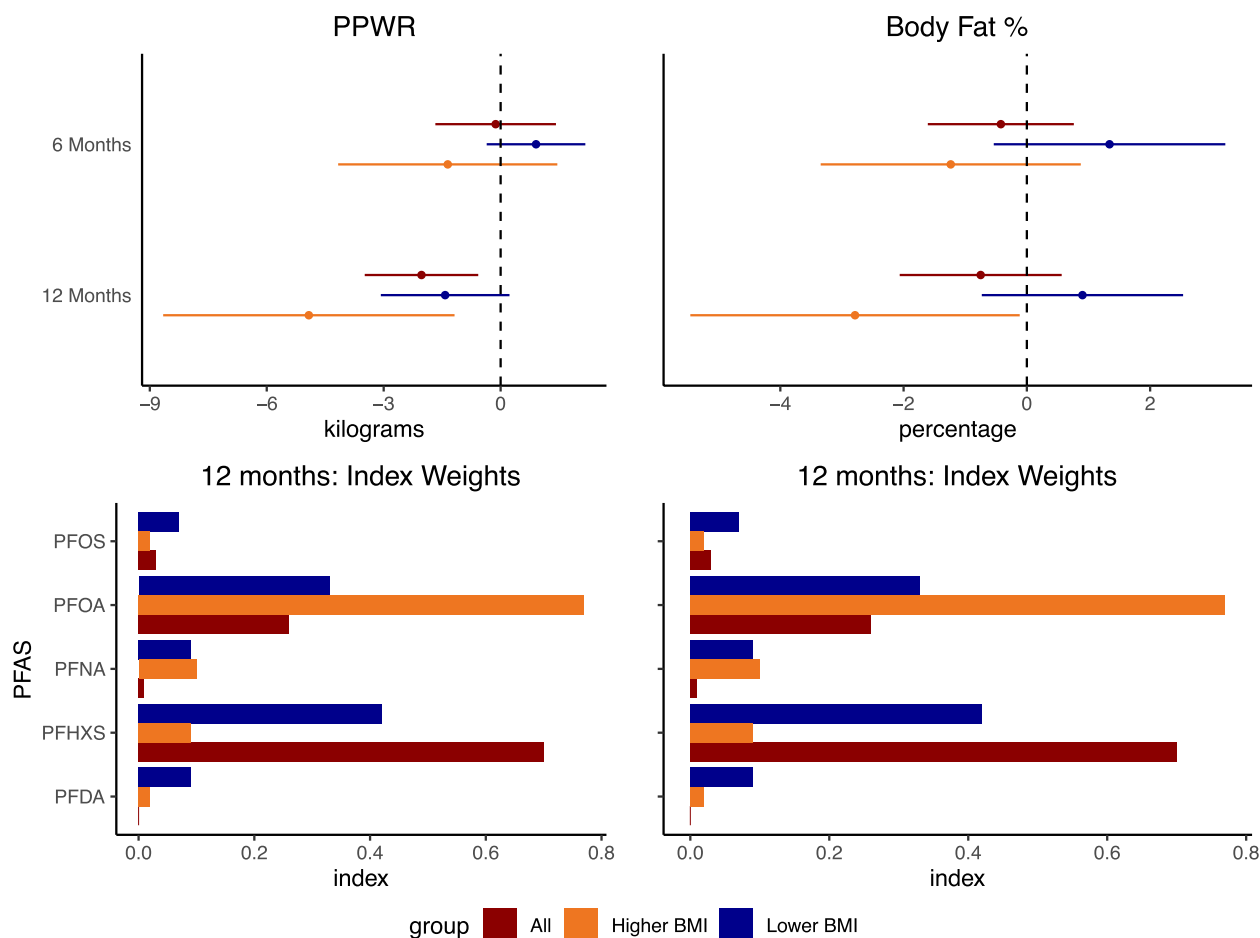 PPWR
Body Fat %
6 Months
12 Months
−9 −6 −3 0
−4 −2 0 2
kilograms
percentage
12 months: Index Weights
12 months: Index Weights
PFAS
PFOS
PFOA
PFNA
PFHXS
PFDA
0.0 0.2 0.4 0.6 0.8
0.0 0.2 0.4 0.6 0.8
index
index
group All Higher BMI Lower BMI